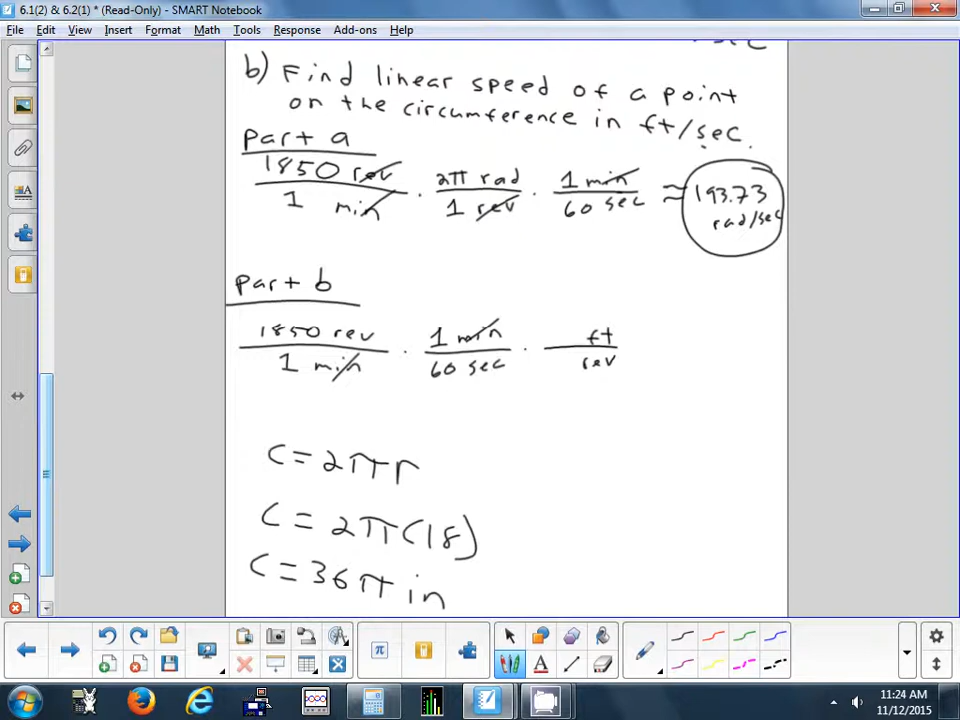 6.1(2) & 6.2(1) * (Read-Only) - SMART Notebook
File Edit View Insert Format Math Tools Response Add-ons Help
sec
b) Find linear speed of a point
on the circumference in ft/sec.
part a
1850 rev / 1 min · 2π rad / 1 rev · 1 min / 60 sec ≈ 193.73 rad/sec
part b
1850 rev / 1 min · 1 min / 60 sec · ft / rev
C = 2πr
C = 2π(18)
C = 36π in
11:24 AM
11/12/2015